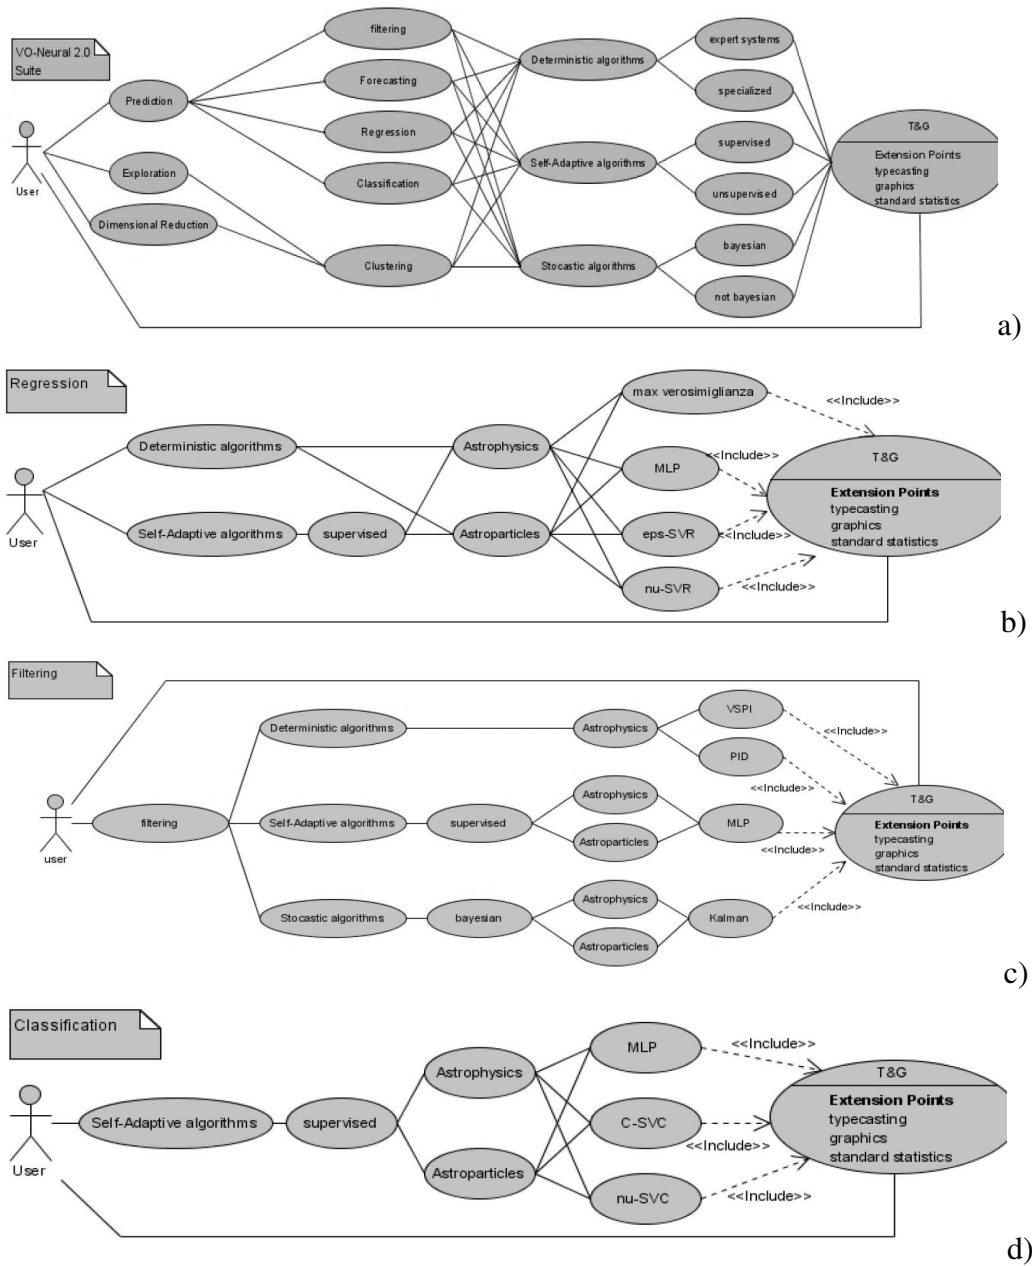 VO-Neural 2.0
Suite
User
Prediction
Exploration
Dimensional Reduction
filtering
Forecasting
Regression
Classification
Clustering
Deterministic algorithms
Self-Adaptive algorithms
Stocastic algorithms
expert systems
specialized
supervised
unsupervised
bayesian
not bayesian
T&G
Extension Points
typecasting
graphics
standard statistics
a)
Regression
User
Deterministic algorithms
Self-Adaptive algorithms
supervised
Astrophysics
Astroparticles
max verosimiglianza
MLP
eps-SVR
nu-SVR
<<Include>>
<<Include>>
<<Include>>
<<Include>>
T&G
Extension Points
typecasting
graphics
standard statistics
b)
Filtering
user
filtering
Deterministic algorithms
Self-Adaptive algorithms
Stocastic algorithms
supervised
bayesian
Astrophysics
Astrophysics
Astroparticles
Astrophysics
Astroparticles
VSPI
PID
MLP
Kalman
<<Include>>
<<Include>>
<<Include>>
<<Include>>
T&G
Extension Points
typecasting
graphics
standard statistics
c)
Classification
User
Self-Adaptive algorithms
supervised
Astrophysics
Astroparticles
MLP
C-SVC
nu-SVC
<<Include>>
<<Include>>
<<Include>>
T&G
Extension Points
typecasting
graphics
standard statistics
d)